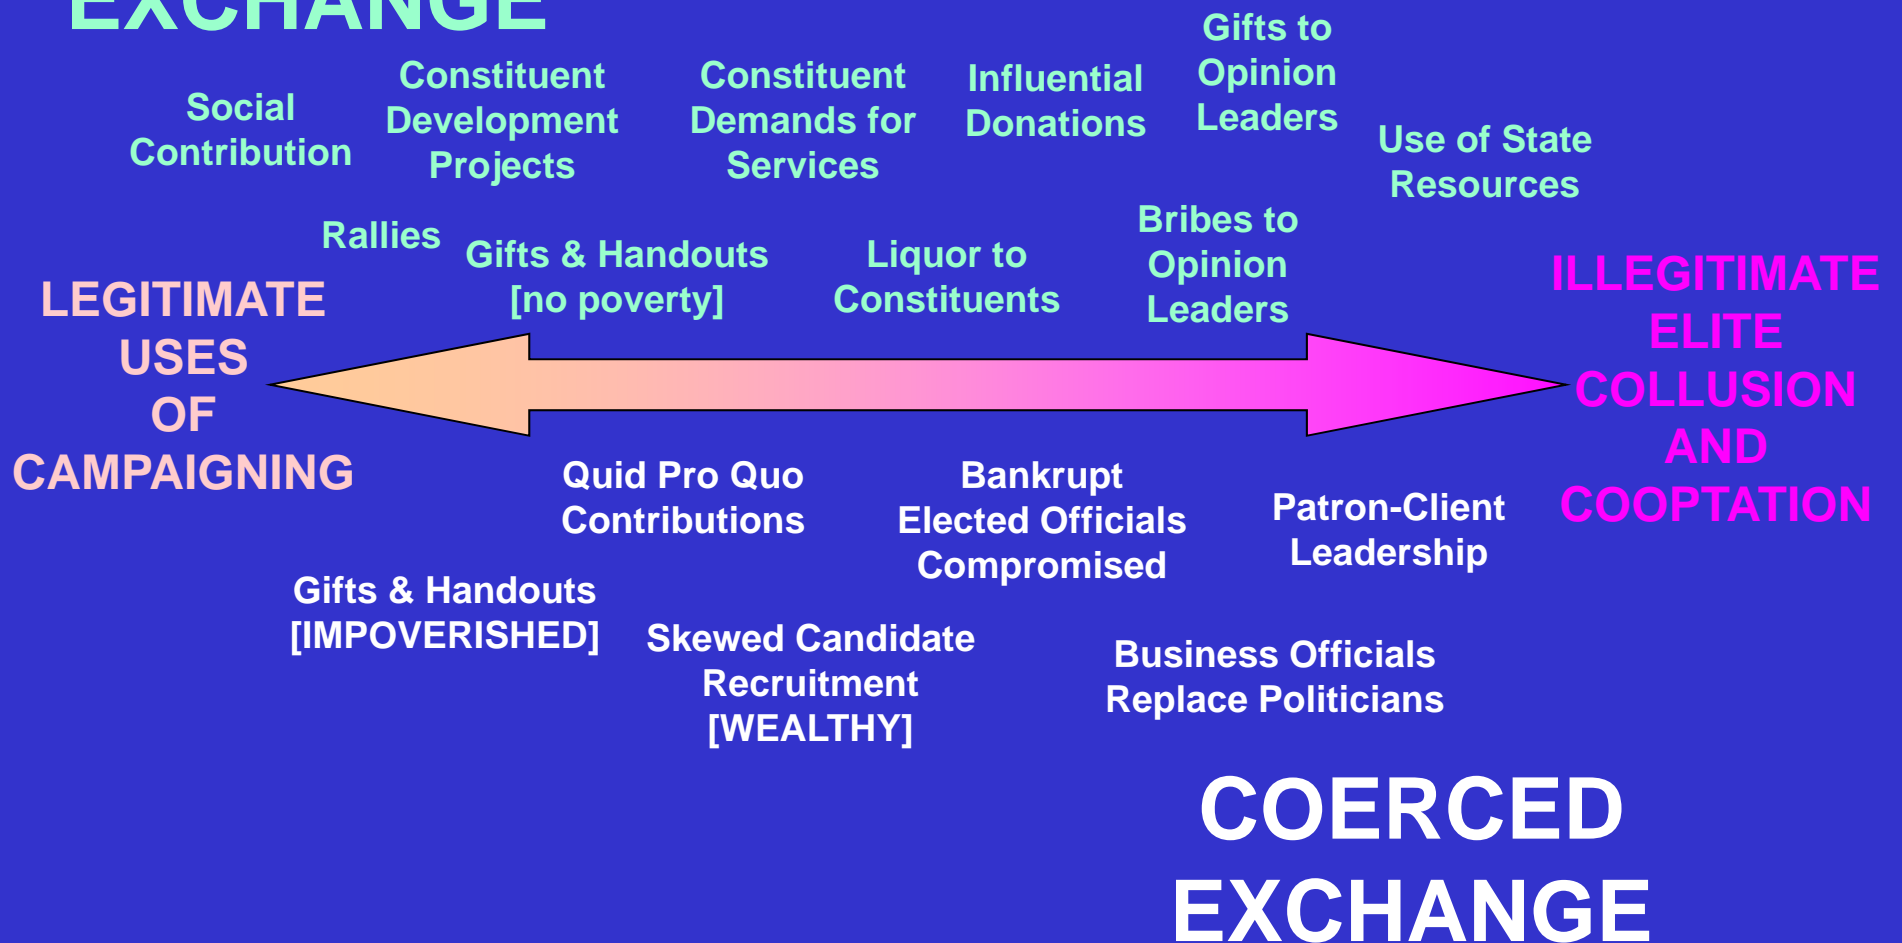 EXCHANGE
Social
Contribution
Constituent
Development
Projects
Constituent
Demands for
Services
Influential
Donations
Gifts to
Opinion
Leaders
Use of State
Resources
Rallies
Gifts & Handouts
[no poverty]
Liquor to
Constituents
Bribes to
Opinion
Leaders
LEGITIMATE
USES
OF
CAMPAIGNING
ILLEGITIMATE
ELITE
COLLUSION
AND
COOPTATION
Quid Pro Quo
Contributions
Bankrupt
Elected Officials
Compromised
Patron-Client
Leadership
Gifts & Handouts
[IMPOVERISHED]
Skewed Candidate
Recruitment
[WEALTHY]
Business Officials
Replace Politicians
COERCED
EXCHANGE